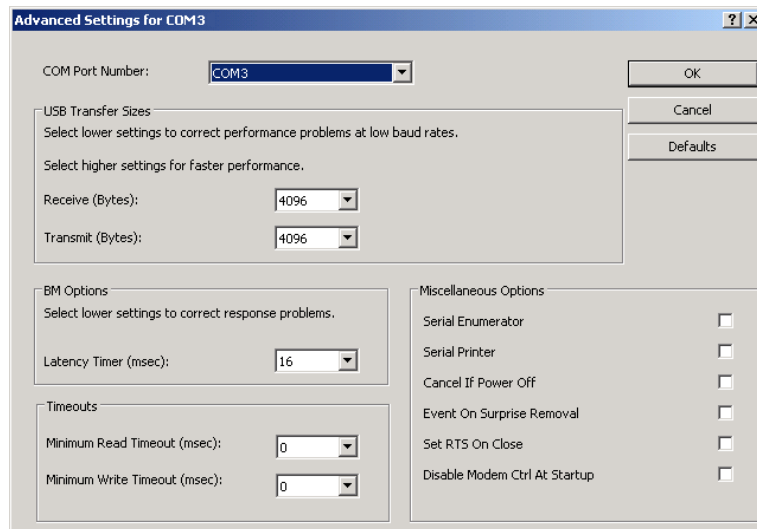 Advanced Settings for COM3
COM Port Number: COM3
OK
Cancel
Defaults
USB Transfer Sizes
Select lower settings to correct performance problems at low baud rates.
Select higher settings for faster performance.
Receive (Bytes): 4096
Transmit (Bytes): 4096
BM Options
Select lower settings to correct response problems.
Latency Timer (msec): 16
Timeouts
Minimum Read Timeout (msec): 0
Minimum Write Timeout (msec): 0
Miscellaneous Options
Serial Enumerator
Serial Printer
Cancel If Power Off
Event On Surprise Removal
Set RTS On Close
Disable Modem Ctrl At Startup